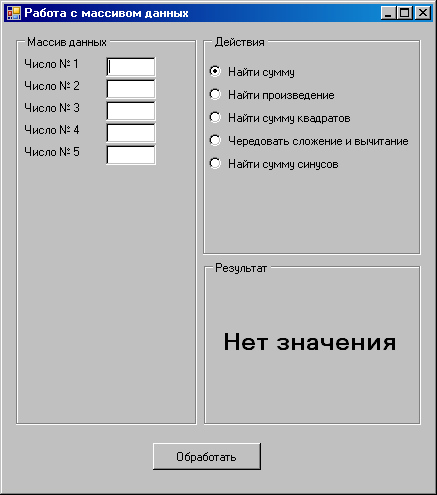 Работа с массивом данных
Массив данных
Число № 1
Число № 2
Число № 3
Число № 4
Число № 5
Действия
Найти сумму
Найти произведение
Найти сумму квадратов
Чередовать сложение и вычитание
Найти сумму синусов
Результат
Нет значения
Обработать